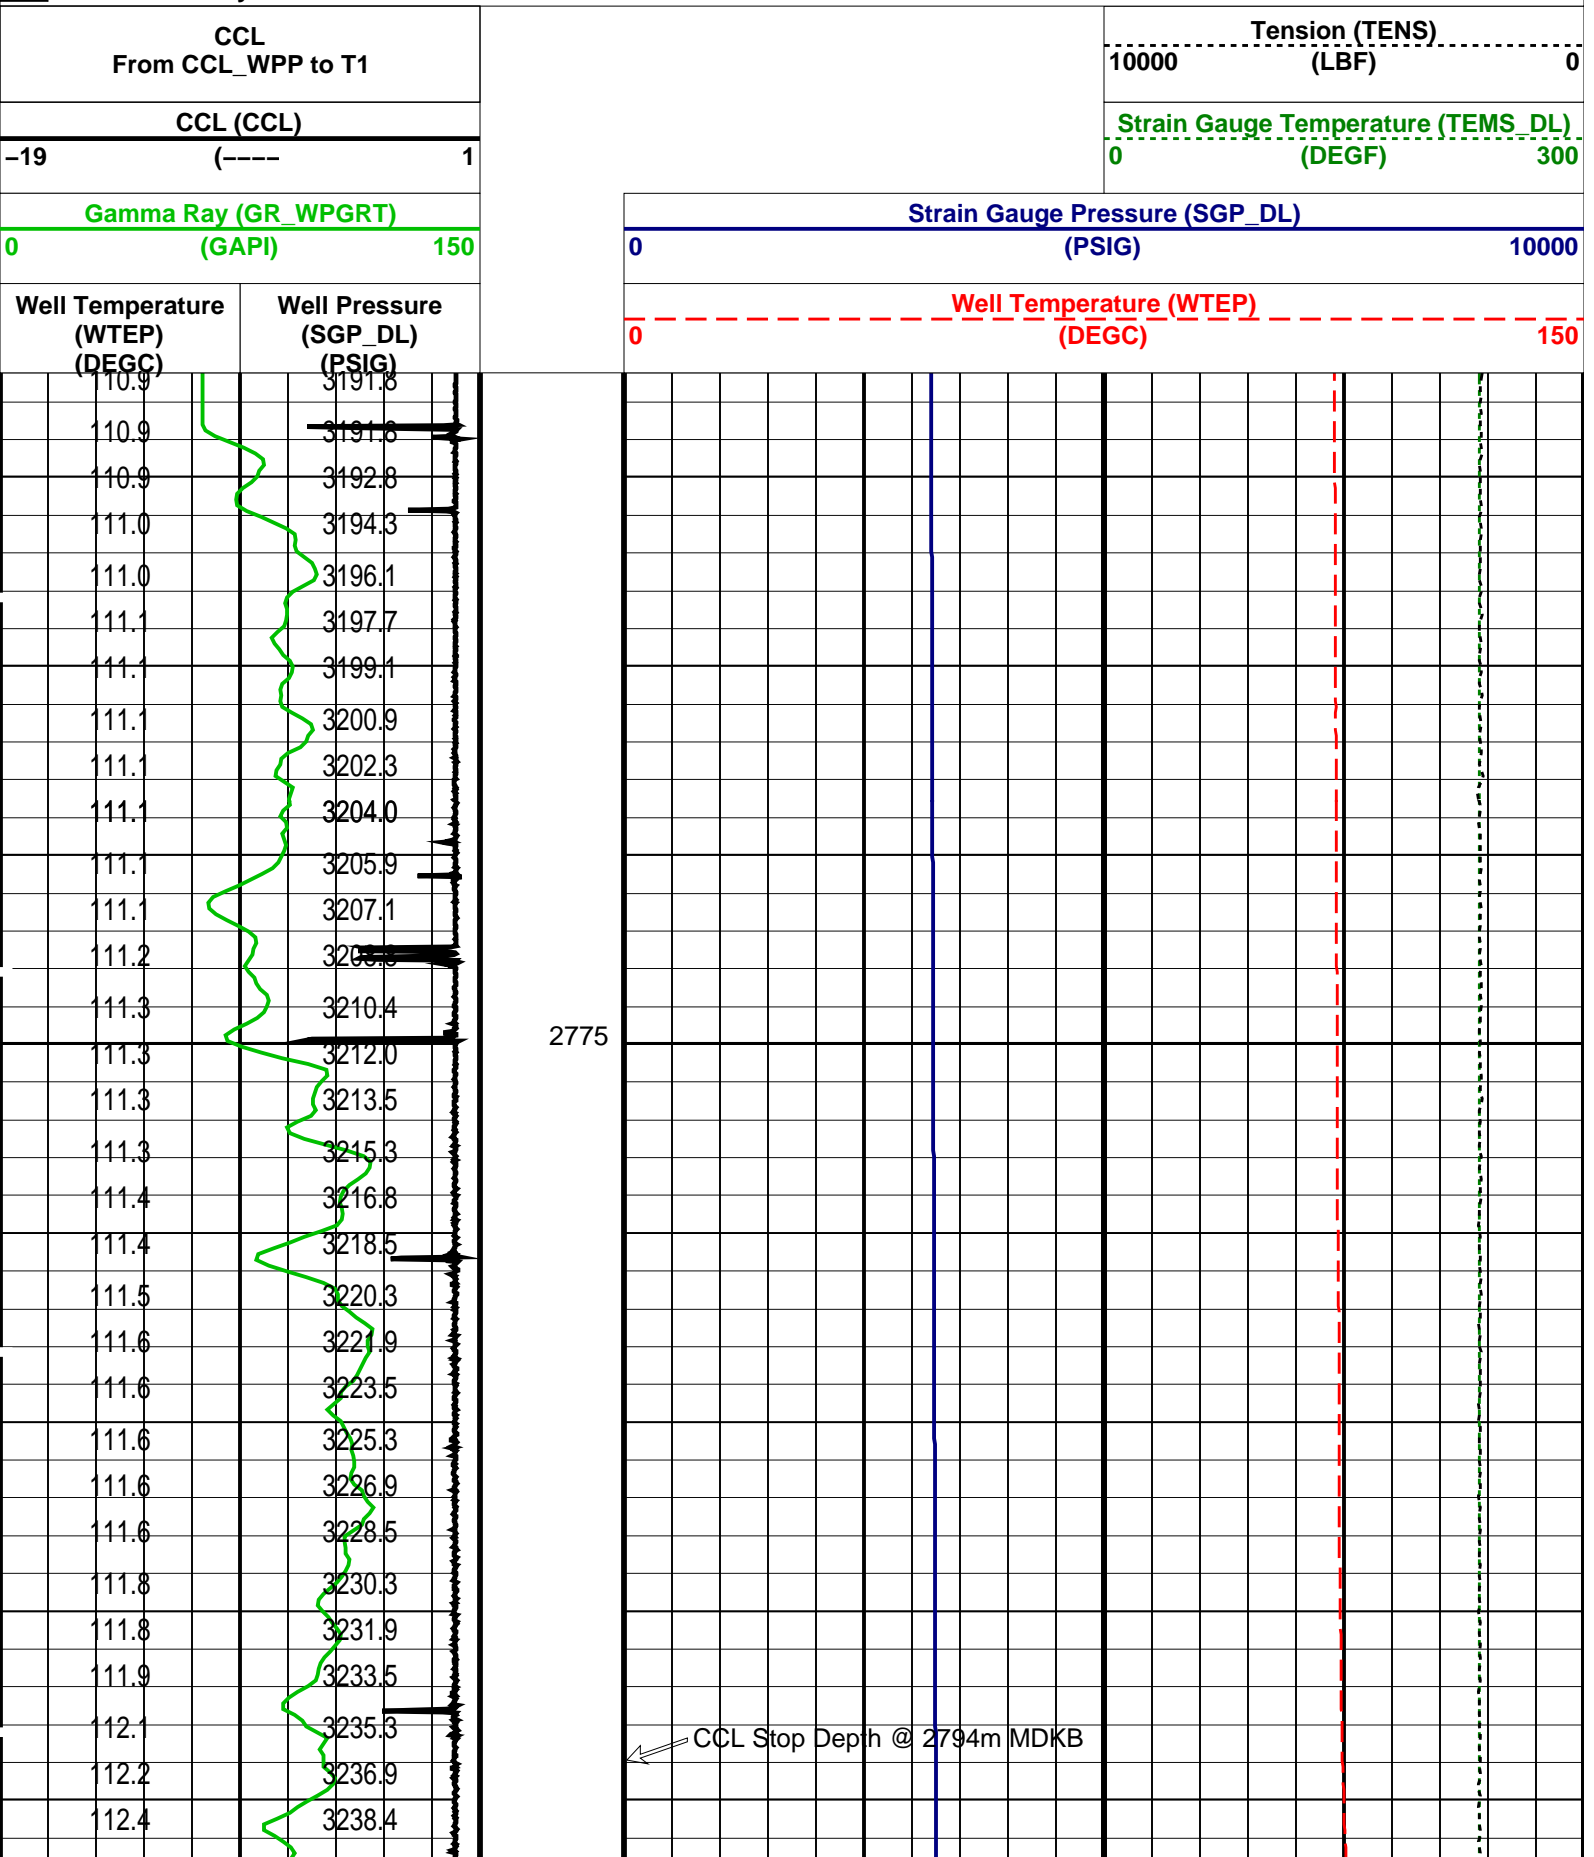 CCL
From CCL_WPP to T1
Tension (TENS)
10000 (LBF) 0
CCL (CCL)
−19 (−−−− 1
Strain Gauge Temperature (TEMS_DL)
0 (DEGF) 300
Gamma Ray (GR_WPGRT)
0 (GAPI) 150
Strain Gauge Pressure (SGP_DL)
0 (PSIG) 10000
Well Temperature
(WTEP)
(DEGC)
Well Pressure
(SGP_DL)
(PSIG)
Well Temperature (WTEP)
0 (DEGC) 150
110.9 3191.8
110.9 3191.8
110.9 3192.8
111.0 3194.3
111.0 3196.1
111.1 3197.7
111.1 3199.1
111.1 3200.9
111.1 3202.3
111.1 3204.0
111.1 3205.9
111.1 3207.1
111.2
111.3 3210.4
2775
111.3 3212.0
111.3 3213.5
111.3 3215.3
111.4 3216.8
111.4 3218.5
111.5 3220.3
111.6 3221.9
111.6 3223.5
111.6 3225.3
111.6 3226.9
111.6 3228.5
111.8 3230.3
111.8 3231.9
111.9 3233.5
112.1 3235.3
CCL Stop Depth @ 2794m MDKB
112.2 3236.9
112.4 3238.4